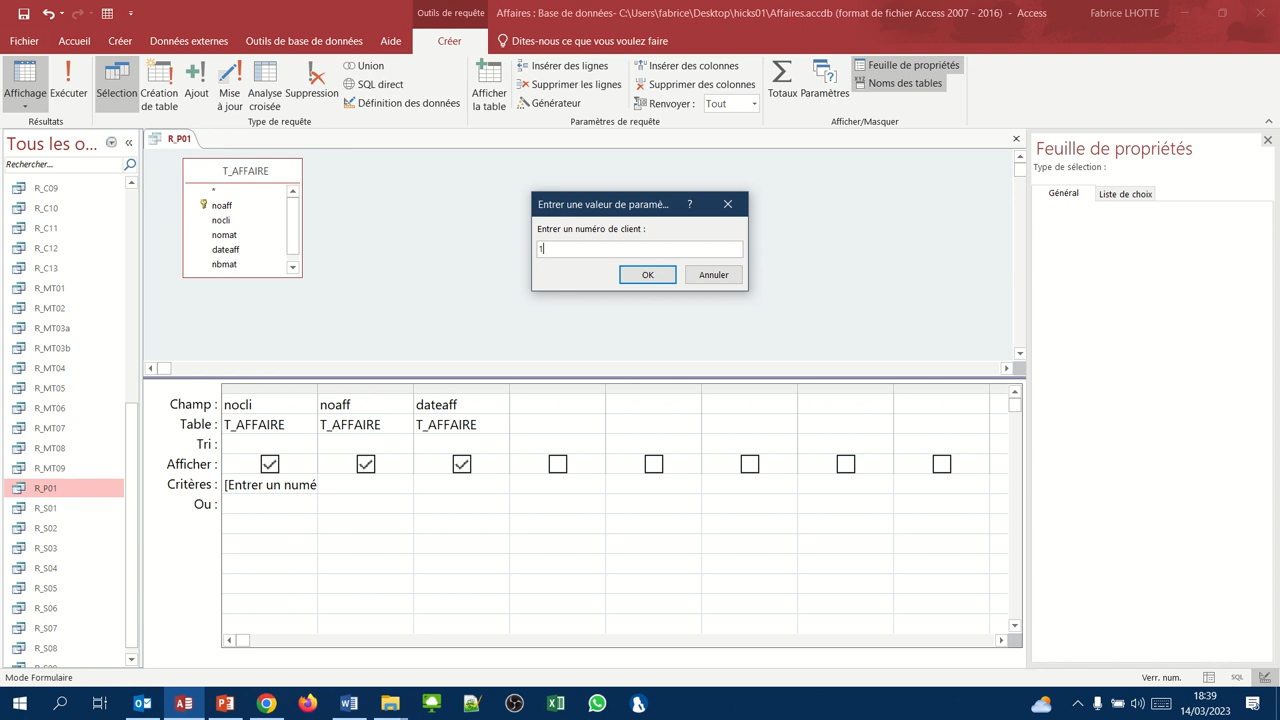 Outils de requête
Affaires : Base de données- C:\Users\fabrice\Desktop\hicks01\Affaires.accdb (format de fichier Access 2007 - 2016) - Access
Fabrice LHOTTE
Fichier
Accueil
Créer
Données externes
Outils de base de données
Aide
Créer
Dites-nous ce que vous voulez faire
Affichage
Exécuter
Résultats
Sélection
Création de table
Ajout
Mise à jour
Analyse croisée
Suppression
Union
SQL direct
Définition des données
Type de requête
Afficher la table
Insérer des lignes
Supprimer les lignes
Générateur
Insérer des colonnes
Supprimer des colonnes
Renvoyer :
Tout
Paramètres de requête
Totaux
Paramètres
Feuille de propriétés
Noms des tables
Afficher/Masquer
Tous les o...
Rechercher...
R_C09
R_C10
R_C11
R_C12
R_C13
R_MT01
R_MT02
R_MT03a
R_MT03b
R_MT04
R_MT05
R_MT06
R_MT07
R_MT08
R_MT09
R_P01
R_S01
R_S02
R_S03
R_S04
R_S05
R_S06
R_S07
R_S08
R_P01
T_AFFAIRE
*
noaff
nocli
nomat
dateaff
nbmat
Entrer une valeur de paramè...
?
Entrer un numéro de client :
1
OK
Annuler
Champ : nocli noaff dateaff
Table : T_AFFAIRE T_AFFAIRE T_AFFAIRE
Tri :
Afficher :
Critères : [Entrer un numé
Ou :
Feuille de propriétés
Type de sélection :
Général
Liste de choix
Mode Formulaire
Verr. num.
SQL
18:39
14/03/2023